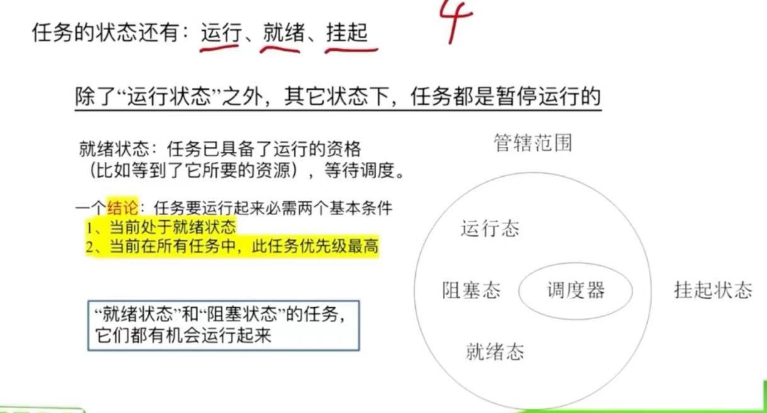 任务的状态还有：运行、就绪、挂起
4
除了“运行状态”之外，其它状态下，任务都是暂停运行的
就绪状态：任务已具备了运行的资格
（比如等到了它所要的资源），等待调度。
一个结论：任务要运行起来必需两个基本条件
1、当前处于就绪状态
2、当前在所有任务中，此任务优先级最高
“就绪状态”和“阻塞状态”的任务，
它们都有机会运行起来
管辖范围
运行态
阻塞态
调度器
挂起状态
就绪态